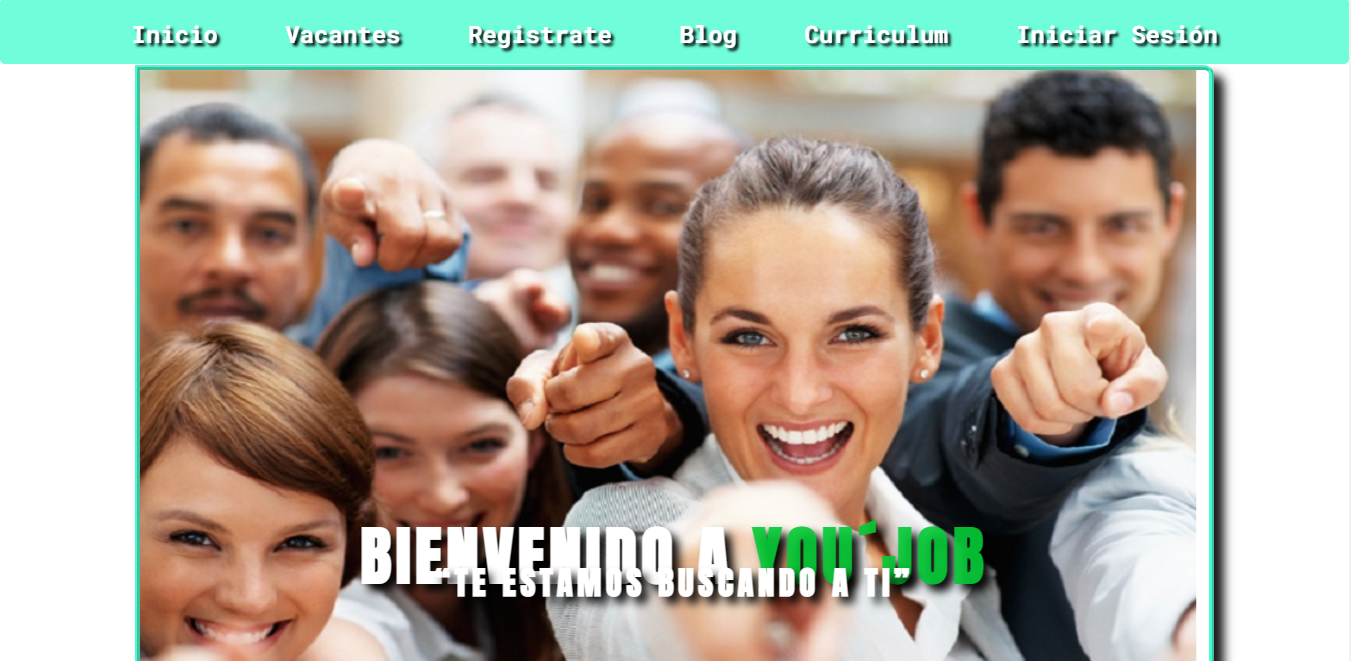 Inicio Vacantes Registrate Blog Curriculum Iniciar Sesión
BIENVENIDO A YOU´JOB
“TE ESTAMOS BUSCANDO A TI”